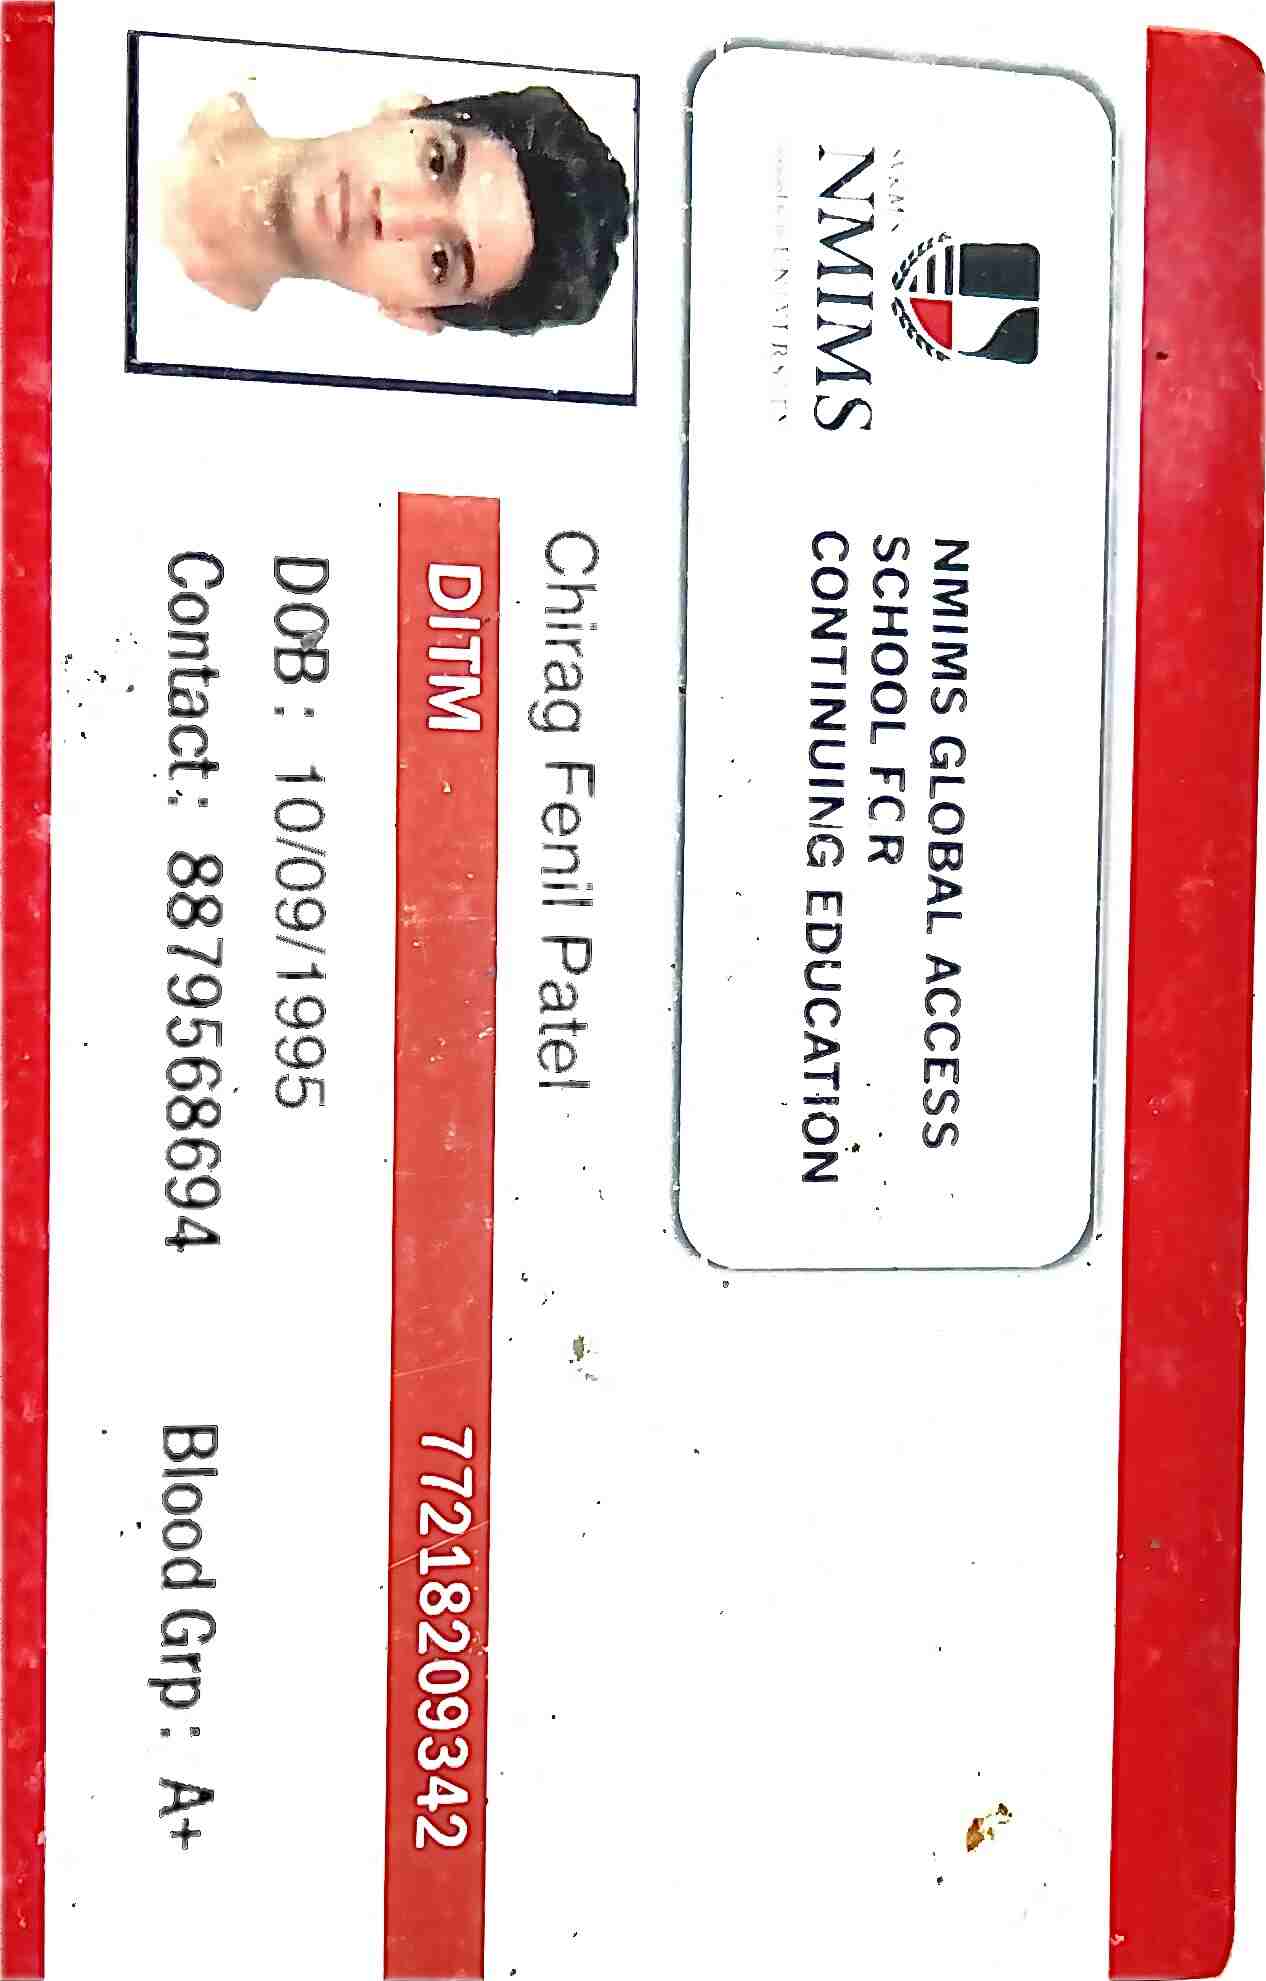 NMIMS
NMIMS GLOBAL ACCESS
SCHOOL FOR
CONTINUING EDUCATION
Chirag Fenil Patel
DITM 77218209342
DOB : 10/09/1995
Contact : 8879568694 Blood Grp : A+